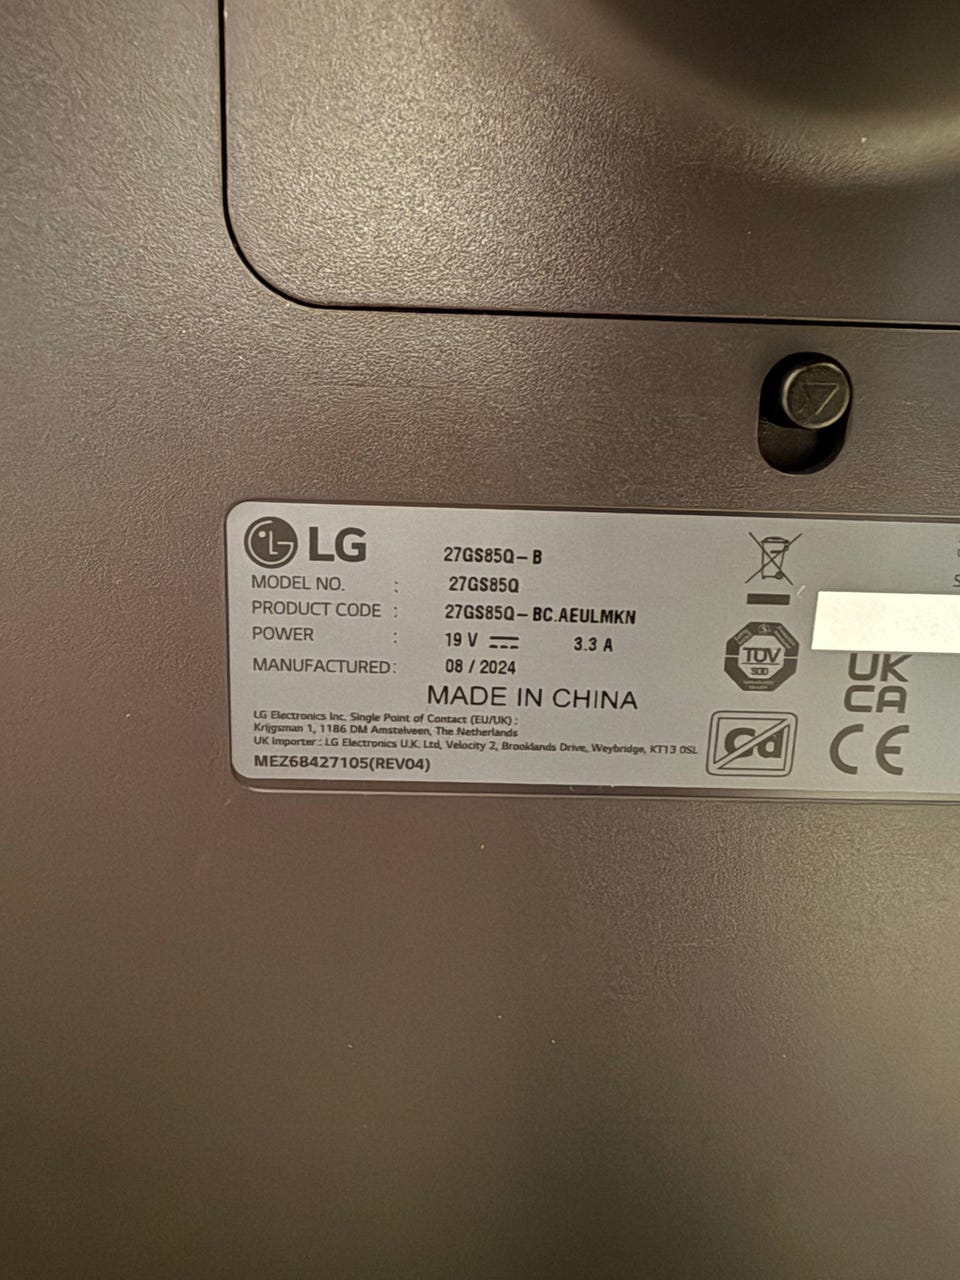 LG
27GS85Q-B
MODEL NO. : 27GS85Q
PRODUCT CODE : 27GS85Q-BC.AEULMKN
POWER : 19 V 3.3 A
MANUFACTURED: 08 / 2024
MADE IN CHINA
LG Electronics Inc. Single Point of Contact (EU/UK) :
Krijgsman 1, 1186 DM Amstelveen, The Netherlands
UK Importer : LG Electronics U.K. Ltd, Velocity 2, Brooklands Drive, Weybridge, KT13 0SL
MEZ68427105(REV04)
TÜV
SÜD
Cd
UK
CA
CE